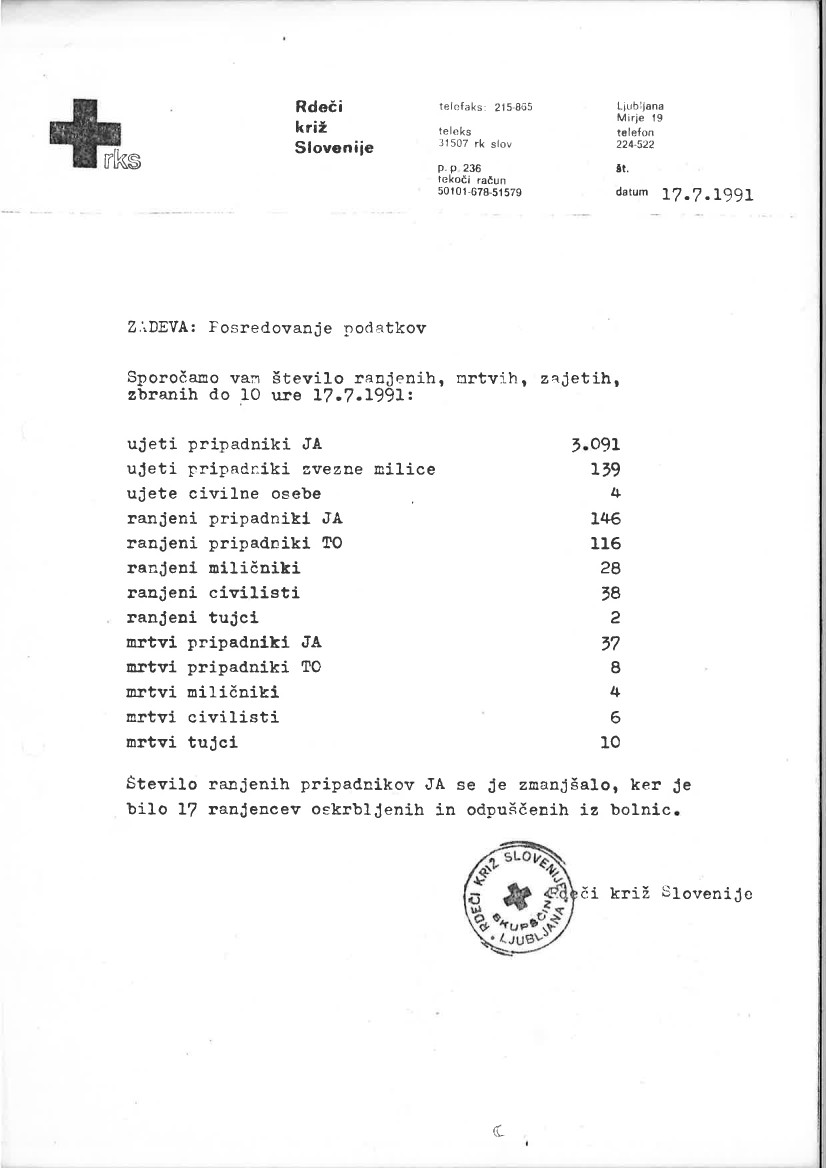 rks
Rdeči
križ
Slovenije
telefaks: 215-865
teleks
31507 rk slov
p. p. 236
tekoči račun
50101-678-51579
Ljubljana
Mirje 19
telefon
224-522
št.
datum 17.7.1991
ZADEVA: Posredovanje podatkov
Sporočamo vam število ranjenih, mrtvih, zajetih,
zbranih do 10 ure 17.7.1991:
ujeti pripadniki JA 3.091
ujeti pripadniki zvezne milice 139
ujete civilne osebe 4
ranjeni pripadniki JA 146
ranjeni pripadniki TO 116
ranjeni miličniki 28
ranjeni civilisti 38
ranjeni tujci 2
mrtvi pripadniki JA 37
mrtvi pripadniki TO 8
mrtvi miličniki 4
mrtvi civilisti 6
mrtvi tujci 10
Število ranjenih pripadnikov JA se je zmanjšalo, ker je
bilo 17 ranjencev oskrbljenih in odpuščenih iz bolnic.
RDEČI KRIŽ SLOVENIJE
SKUPŠČINA
LJUBLJANA
Rdeči križ Slovenije